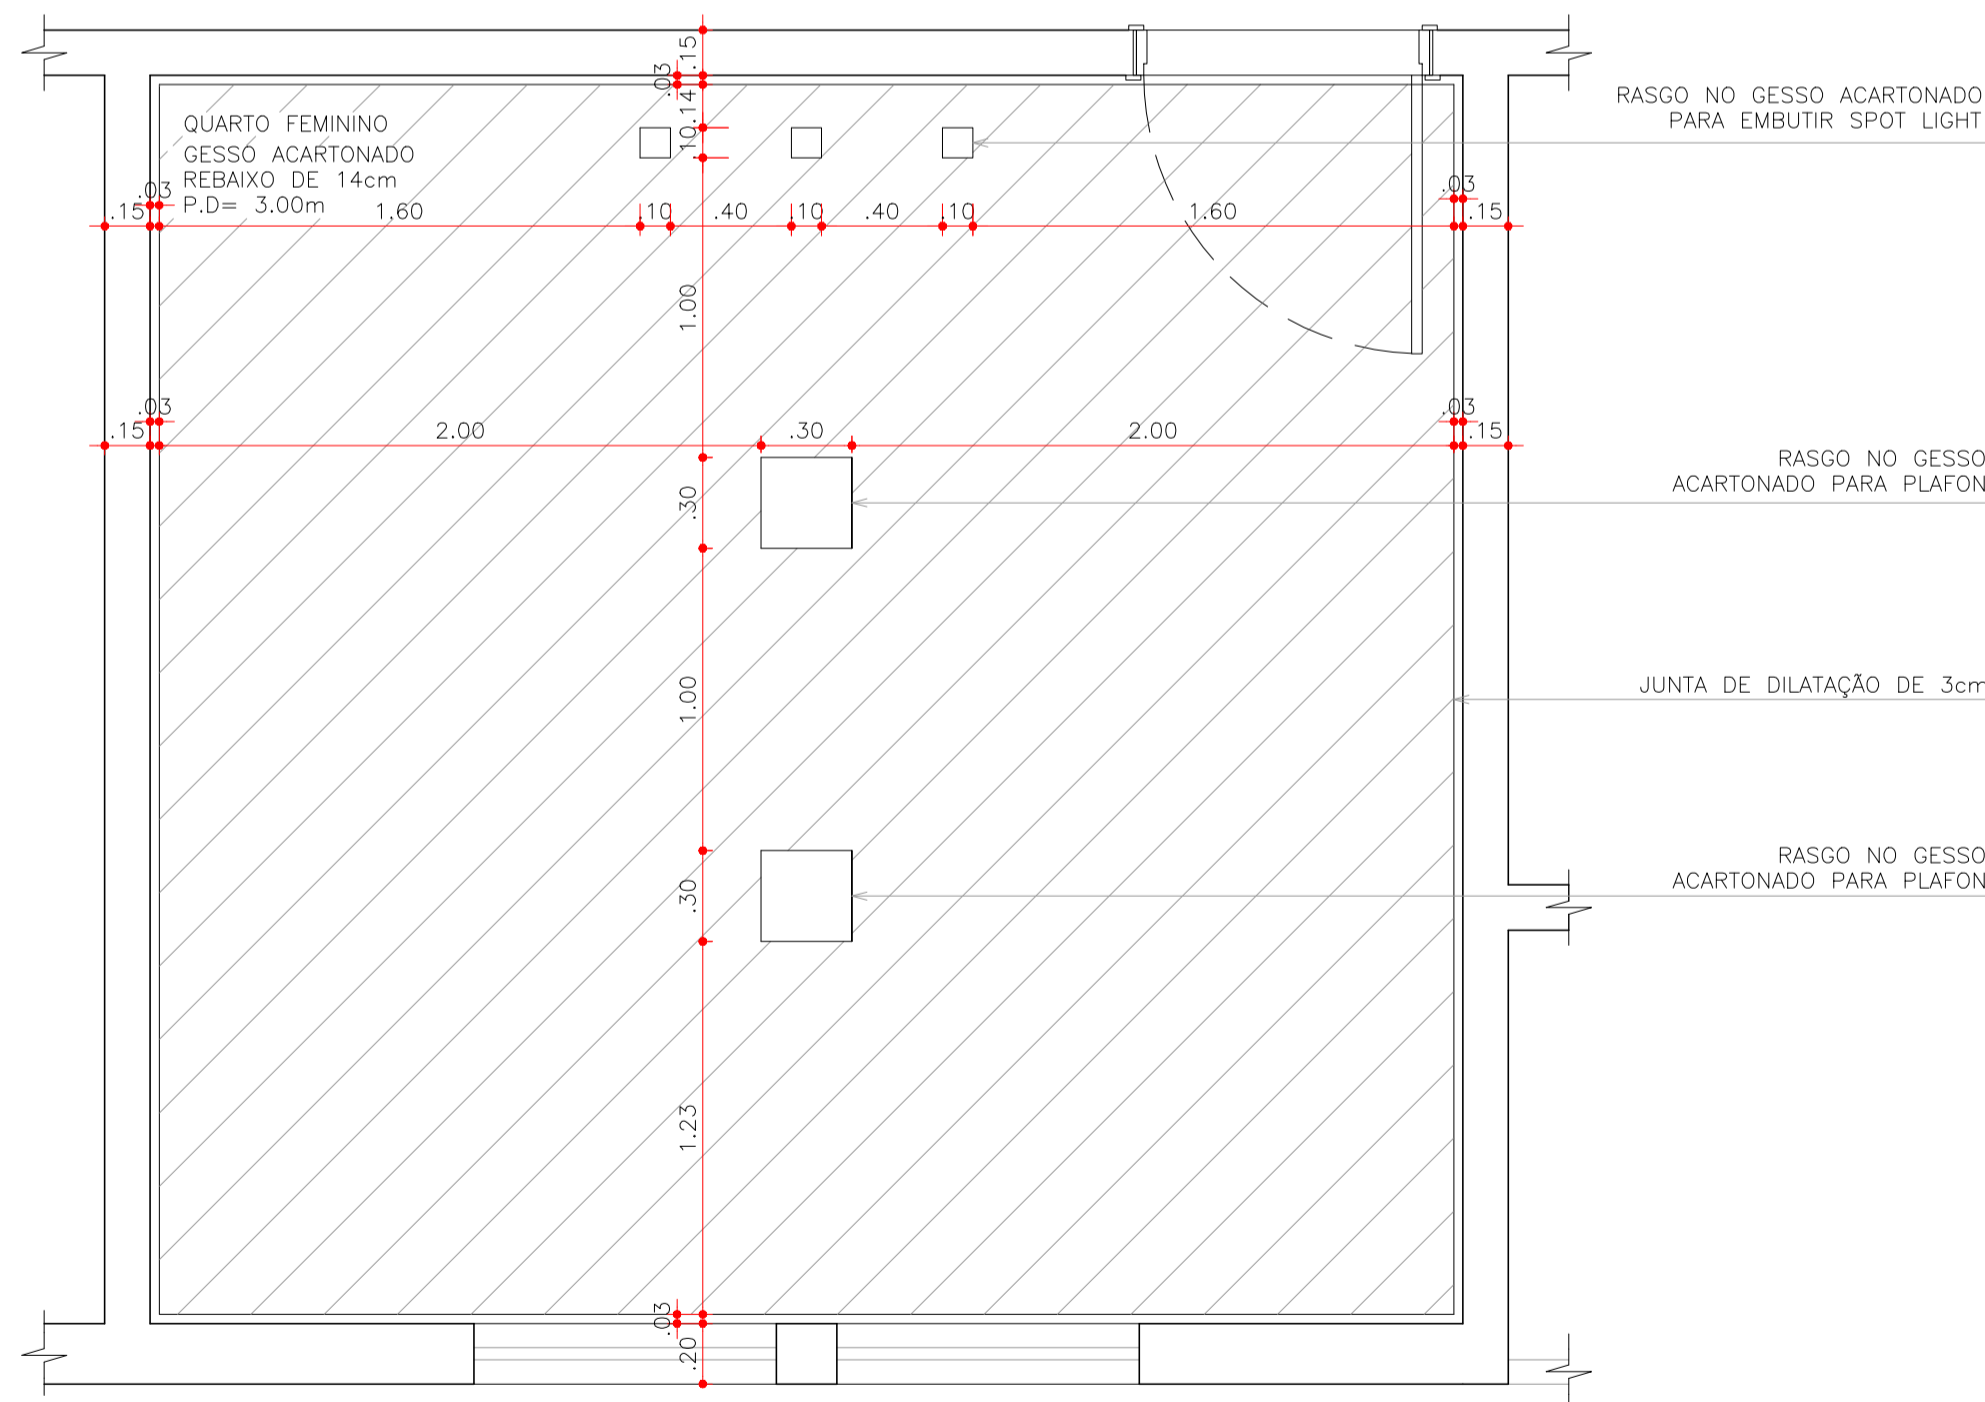 .15
.03
.14
.10
RASGO NO GESSO ACARTONADO
PARA EMBUTIR SPOT LIGHT
QUARTO FEMININO
GESSO ACARTONADO
REBAIXO DE 14cm
P.D= 3.00m
.03
.15
1.60
.10
.40
.10
.40
.10
1.60
.03
.15
1.00
.03
.15
2.00
.30
2.00
.03
.15
RASGO NO GESSO
ACARTONADO PARA PLAFON
.30
JUNTA DE DILATAÇÃO DE 3cm
1.00
RASGO NO GESSO
ACARTONADO PARA PLAFON
.30
1.23
.03
.20